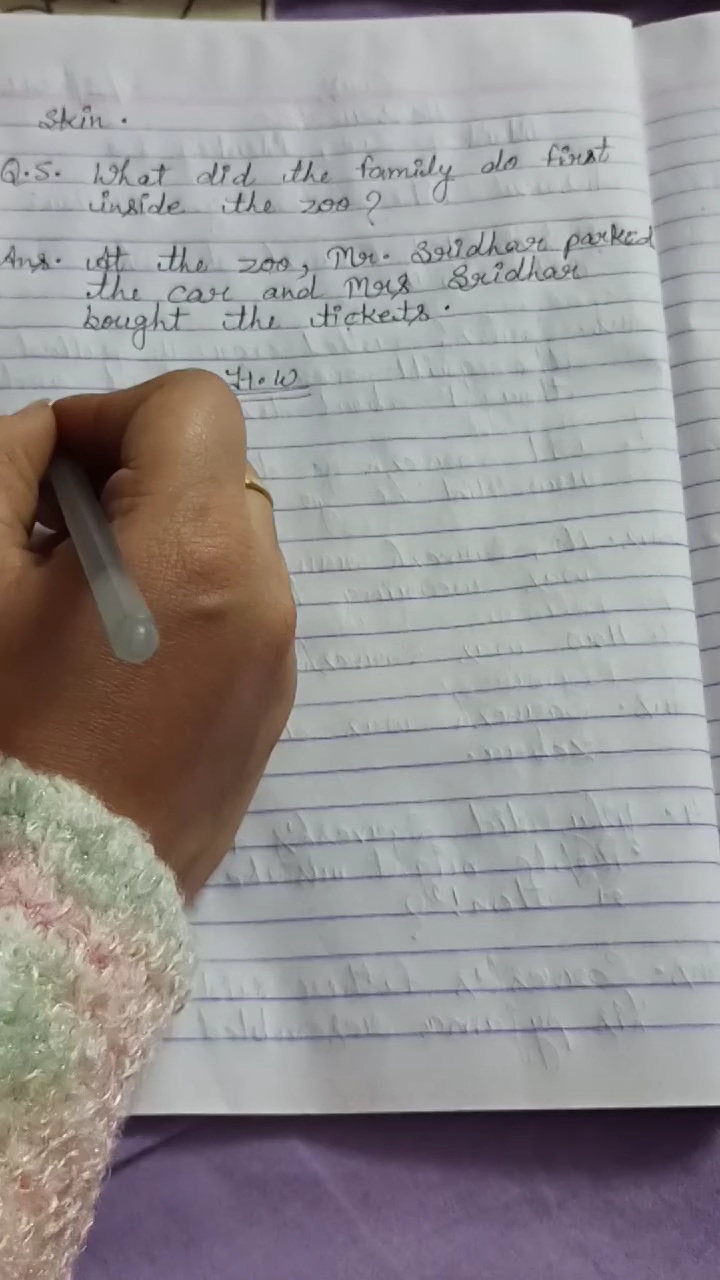 Skin.
Q.5. What did the family do first
inside the zoo?
Ans. At the zoo, Mr. Sridhar parked
the car and Mrs Sridhar
bought the tickets.
H.W